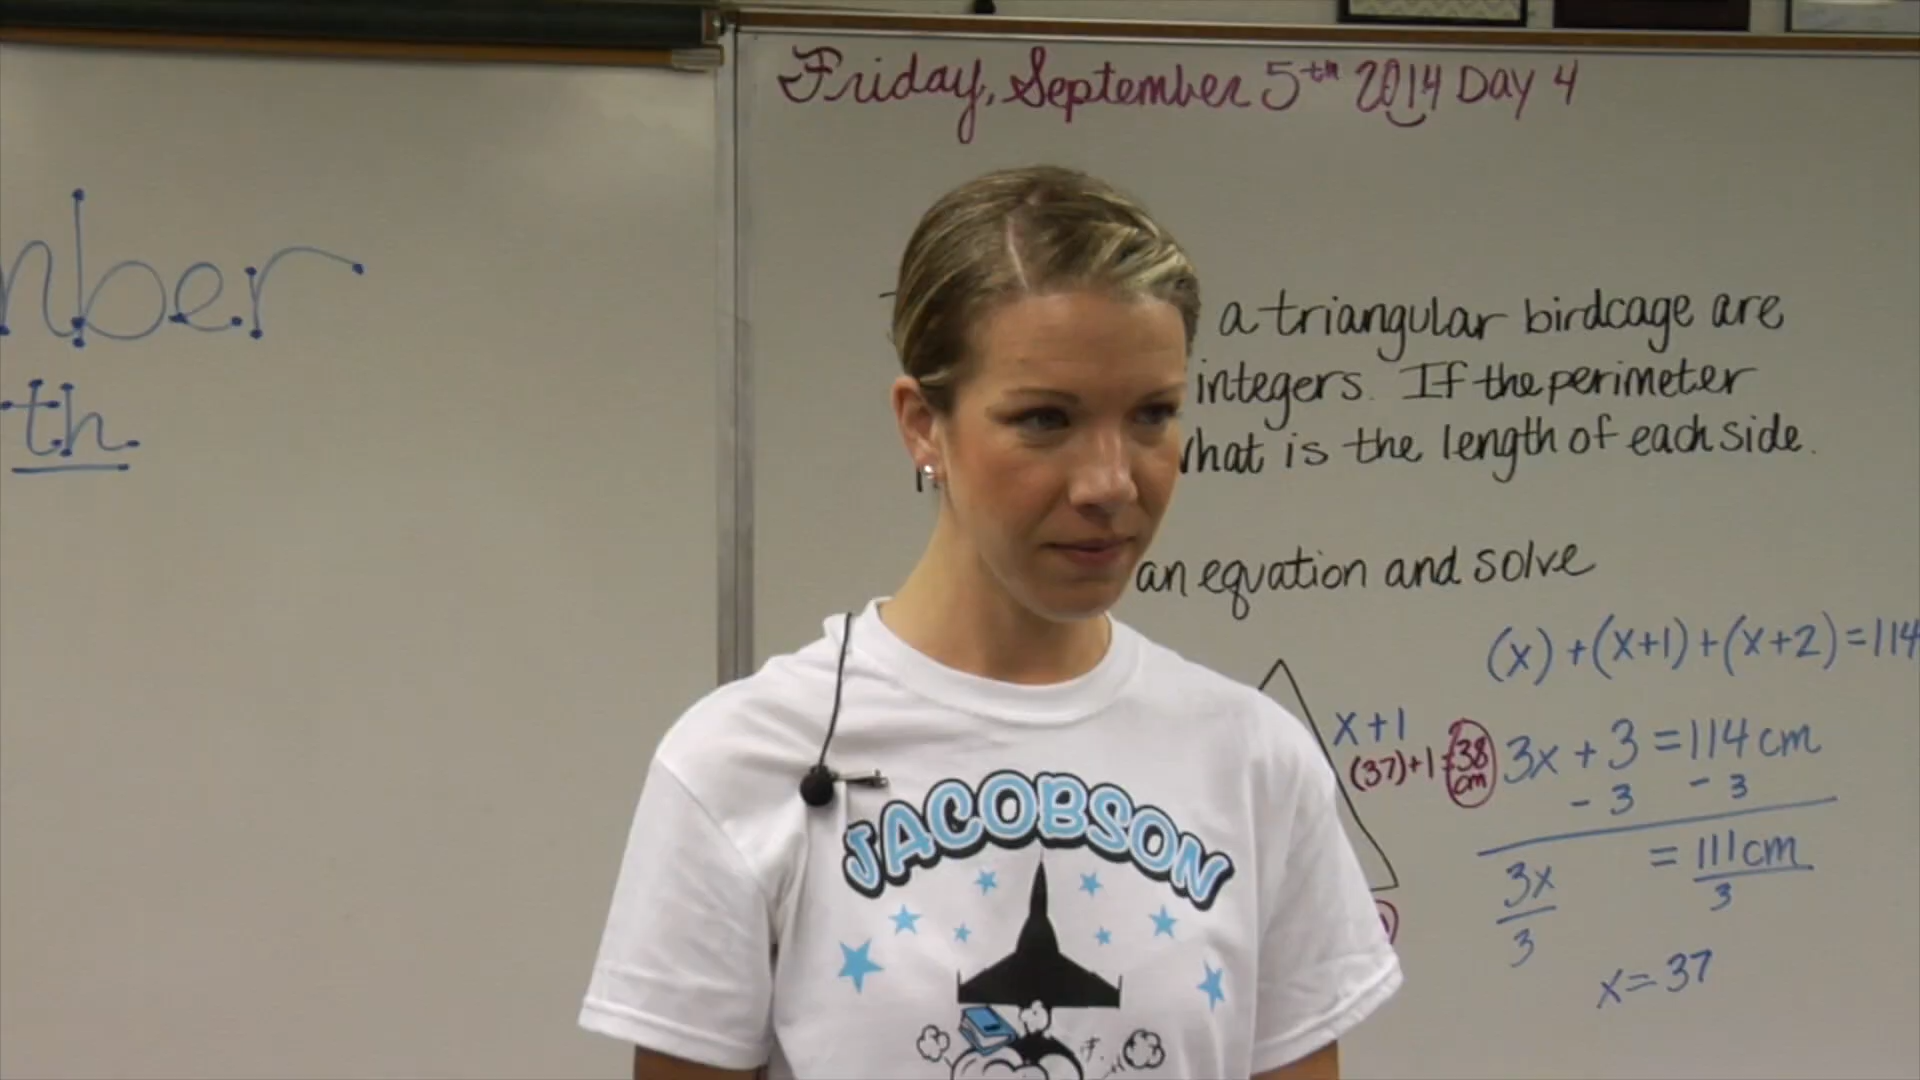 Friday, September 5th 2014 Day 4
nber
th
a triangular birdcage are
integers. If the perimeter
What is the length of each side.
an equation and solve
(x) + (x+1) + (x+2) = 114
x+1
(37)+1=38 cm
3x + 3 = 114 cm
- 3 - 3
3x/3 = 111cm/3
x = 37
JACOBSON